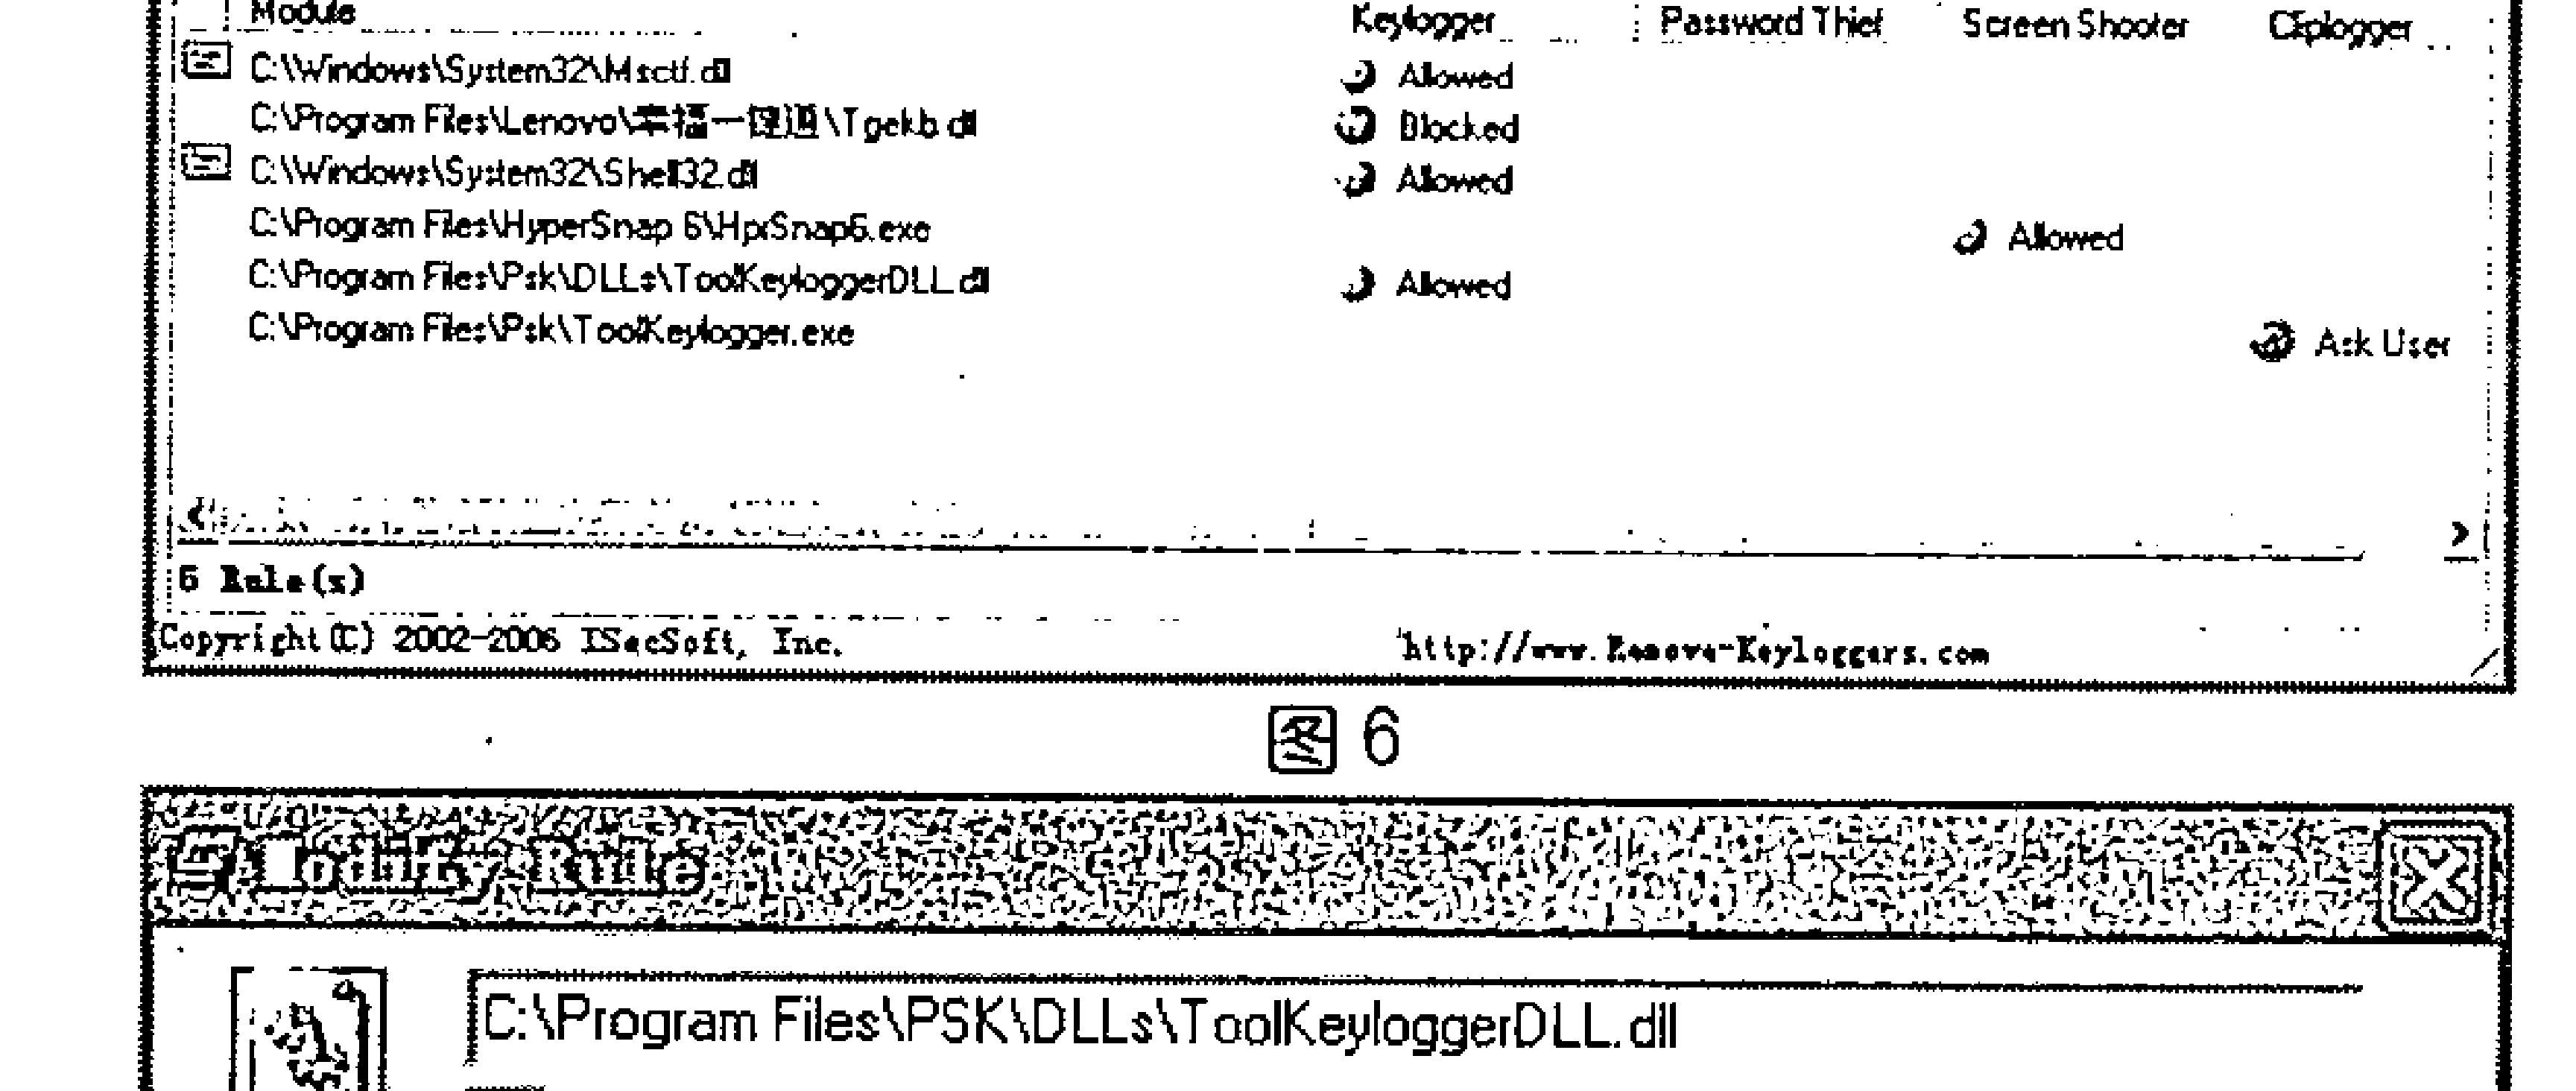 Module Keylogger Password Thief Screen Shooter Cliplogger
C:\Windows\System32\Msctf.dll Allowed
C:\Program Files\Lenovo\幸福一键通\Tgekb.dll Blocked
C:\Windows\System32\Shell32.dll Allowed
C:\Program Files\HyperSnap 6\HprSnap6.exe Allowed
C:\Program Files\Psk\DLLs\ToolKeyloggerDLL.dll Allowed
C:\Program Files\Psk\ToolKeylogger.exe Ask User
6 Rule(s)
Copyright(C) 2002-2006 ISecSoft, Inc. http://www.Remove-Keyloggers.com
图 6
Modify Rule
C:\Program Files\PSK\DLLs\ToolKeyloggerDLL.dll